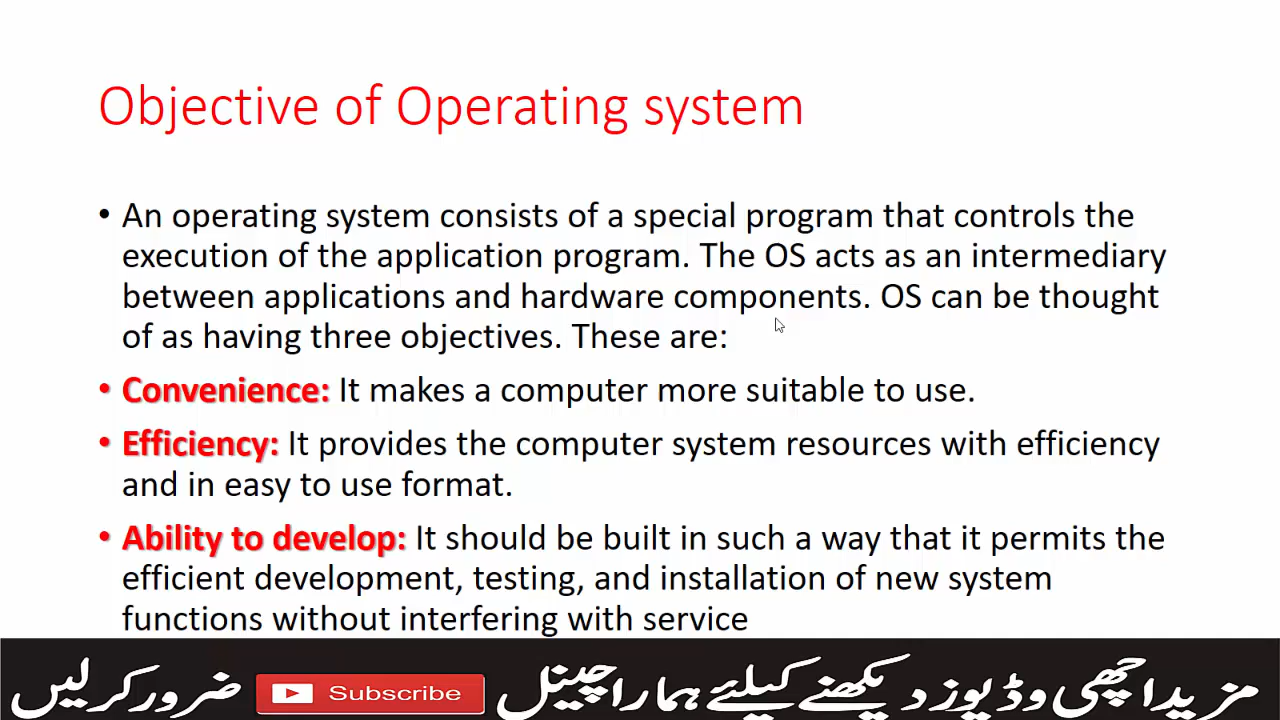 Objective of Operating system
• An operating system consists of a special program that controls the
execution of the application program. The OS acts as an intermediary
between applications and hardware components. OS can be thought
of as having three objectives. These are:
• Convenience: It makes a computer more suitable to use.
• Efficiency: It provides the computer system resources with efficiency
and in easy to use format.
• Ability to develop: It should be built in such a way that it permits the
efficient development, testing, and installation of new system
functions without interfering with service
مزید اچھی وڈیوزدیکھنے کیلئے ہمارا چینل Subscribe ضرور کرلیں